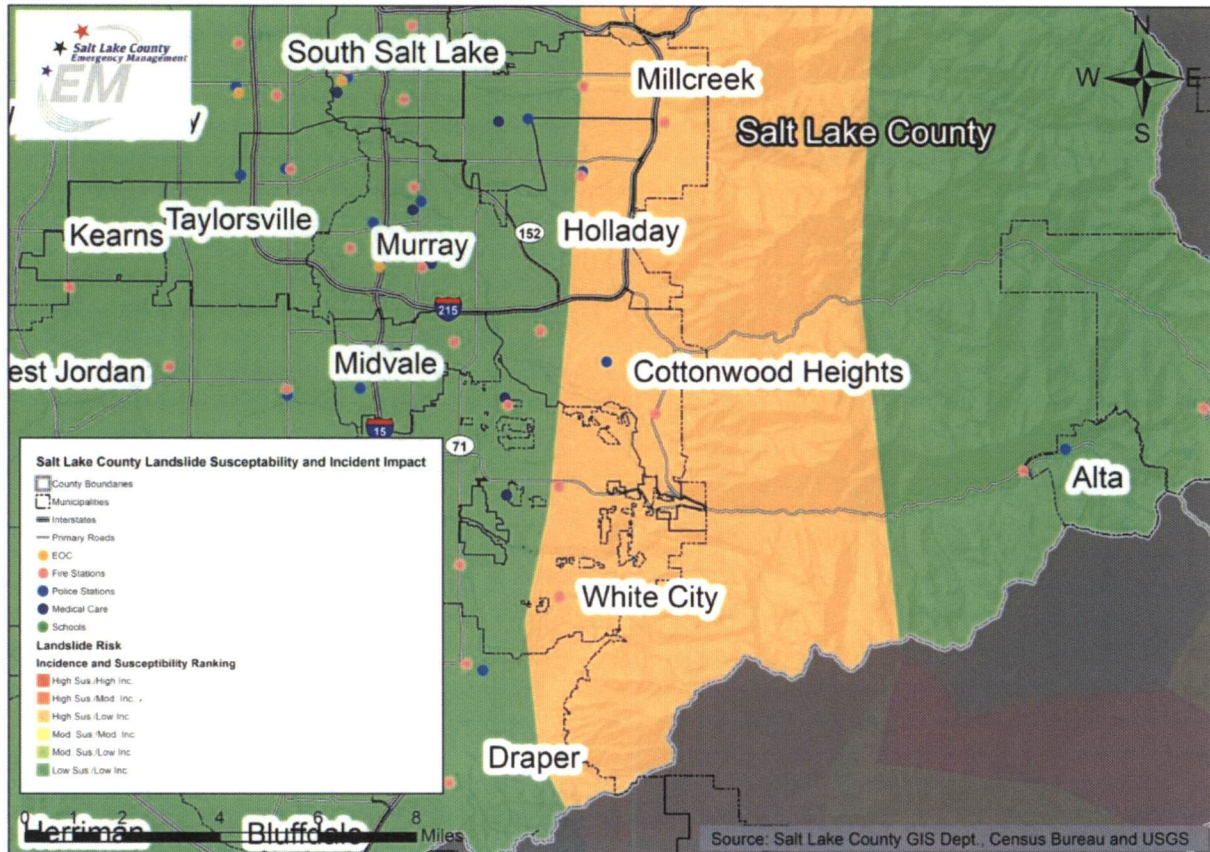 Salt Lake County
Emergency Management
EM
South Salt Lake
Millcreek
N
W
E
S
Salt Lake County
Kearns
Taylorsville
Murray
152
Holladay
215
est Jordan
Midvale
Cottonwood Heights
15
71
Alta
White City
Draper
Salt Lake County Landslide Susceptability and Incident Impact
County Boundaries
Municipalities
Interstates
Primary Roads
EOC
Fire Stations
Police Stations
Medical Care
Schools
Landslide Risk
Incidence and Susceptibility Ranking
High Sus./High Inc.
High Sus./Mod. Inc.
High Sus./Low Inc
Mod. Sus./Mod Inc.
Mod. Sus./Low Inc
Low Sus./Low Inc.
0 2 4 6 8
Miles
Herriman
Bluffdale
Source: Salt Lake County GIS Dept., Census Bureau and USGS